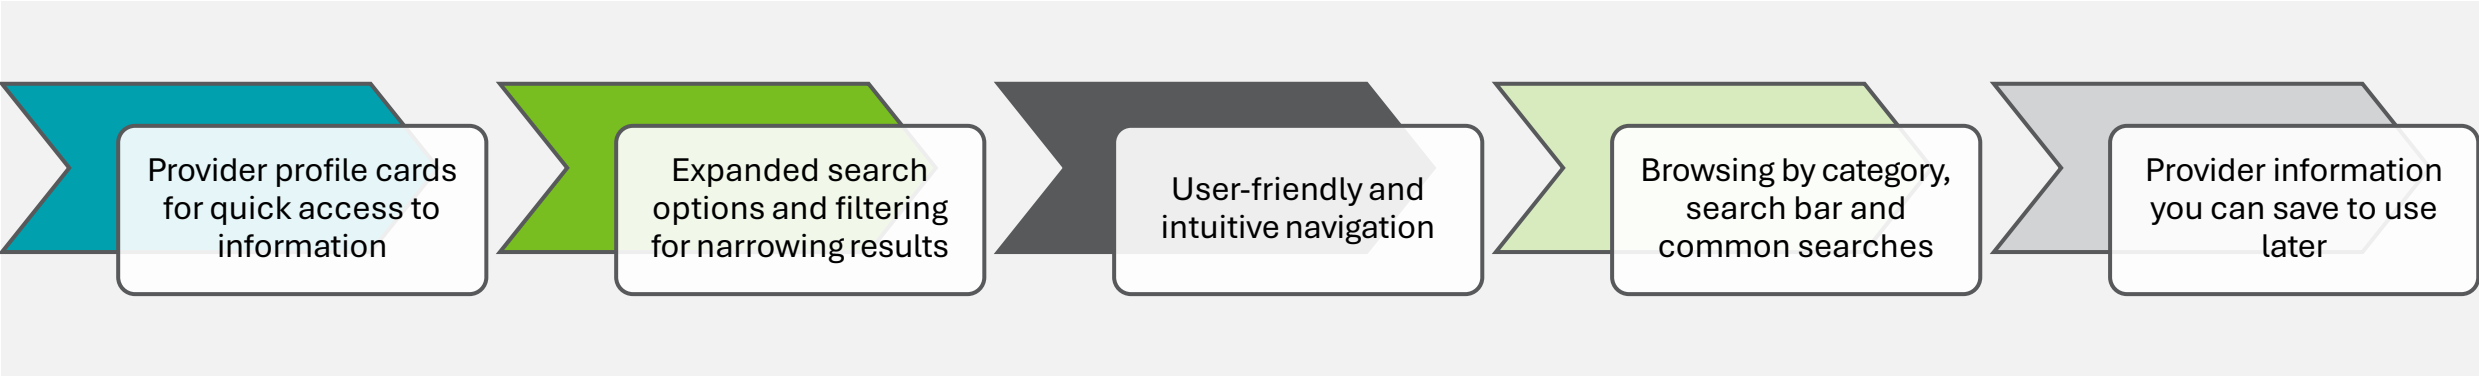 Provider profile cards
for quick access to
information
Expanded search
options and filtering
for narrowing results
User-friendly and
intuitive navigation
Browsing by category,
search bar and
common searches
Provider information
you can save to use
later